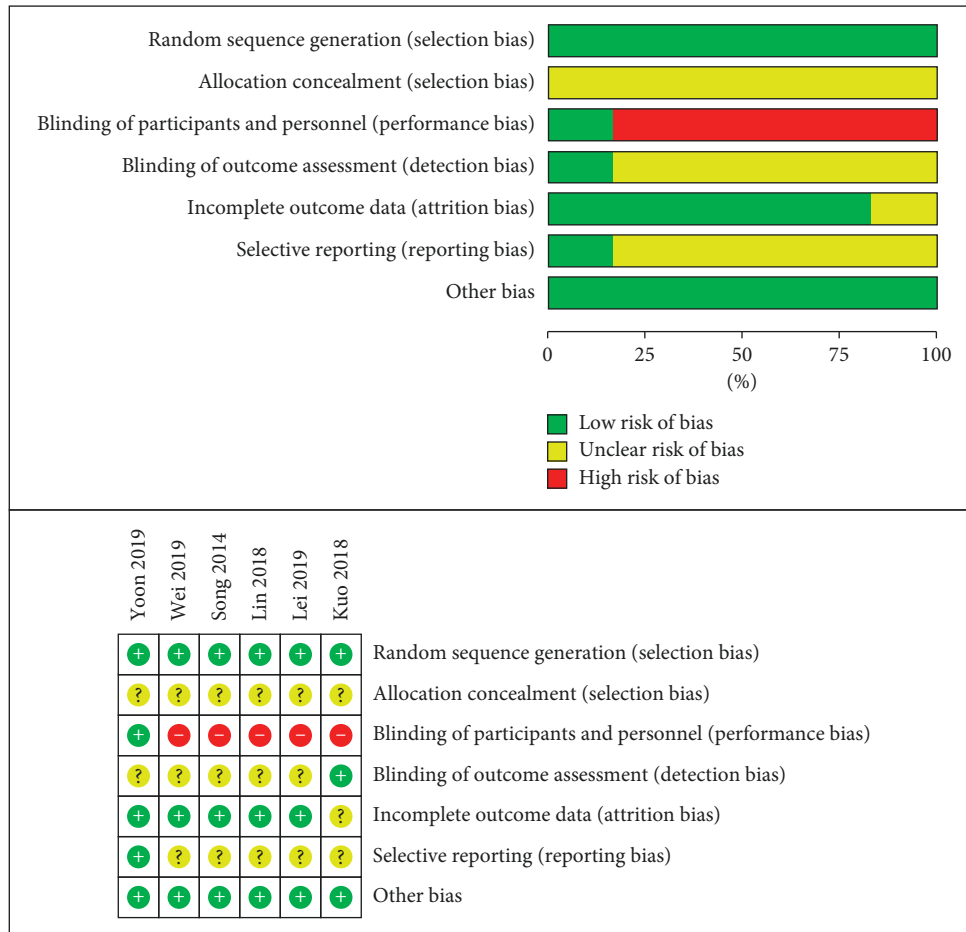 Random sequence generation (selection bias)
Allocation concealment (selection bias)
Blinding of participants and personnel (performance bias)
Blinding of outcome assessment (detection bias)
Incomplete outcome data (attrition bias)
Selective reporting (reporting bias)
Other bias
0 25 50 75 100
(%)
Low risk of bias
Unclear risk of bias
High risk of bias
Yoon 2019
Wei 2019
Song 2014
Lin 2018
Lei 2019
Kuo 2018
+ + + + + + Random sequence generation (selection bias)
? ? ? ? ? ? Allocation concealment (selection bias)
+ – – – – – Blinding of participants and personnel (performance bias)
? ? ? ? ? + Blinding of outcome assessment (detection bias)
+ + + + + ? Incomplete outcome data (attrition bias)
+ ? ? ? ? ? Selective reporting (reporting bias)
+ + + + + + Other bias